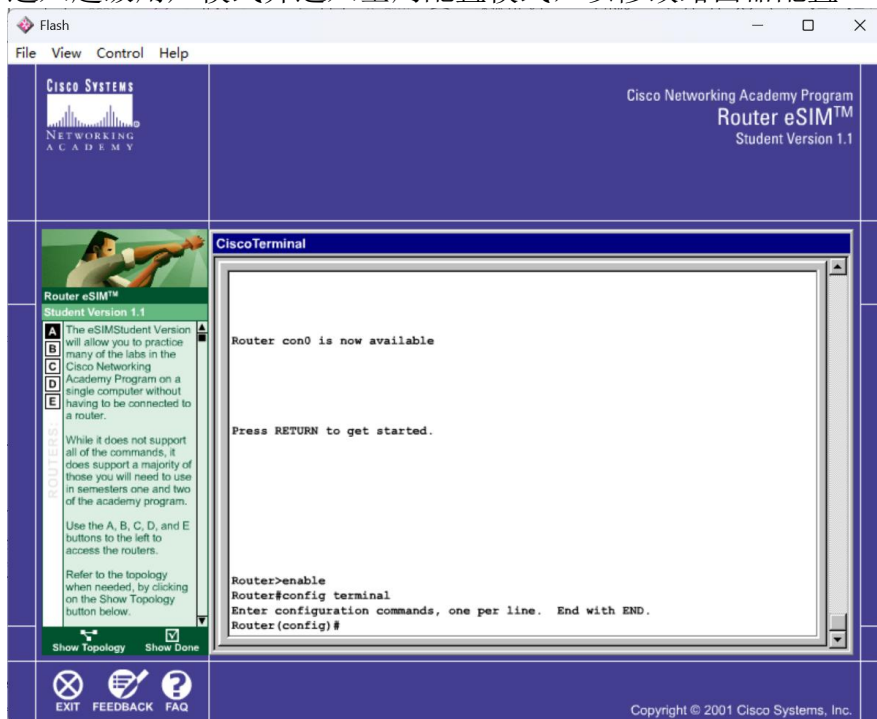 Flash
File View Control Help
CISCO SYSTEMS
NETWORKING
ACADEMY
Cisco Networking Academy Program
Router eSIM™
Student Version 1.1
Router eSIM™
Student Version 1.1
A
B
C
D
E
ROUTERS:
The eSIMStudent Version
will allow you to practice
many of the labs in the
Cisco Networking
Academy Program on a
single computer without
having to be connected to
a router.
While it does not support
all of the commands, it
does support a majority of
those you will need to use
in semesters one and two
of the academy program.
Use the A, B, C, D, and E
buttons to the left to
access the routers.
Refer to the topology
when needed, by clicking
on the Show Topology
button below.
Show Topology Show Done
CiscoTerminal
Router con0 is now available
Press RETURN to get started.
Router>enable
Router#config terminal
Enter configuration commands, one per line. End with END.
Router(config)#
EXIT FEEDBACK FAQ
Copyright © 2001 Cisco Systems, Inc.